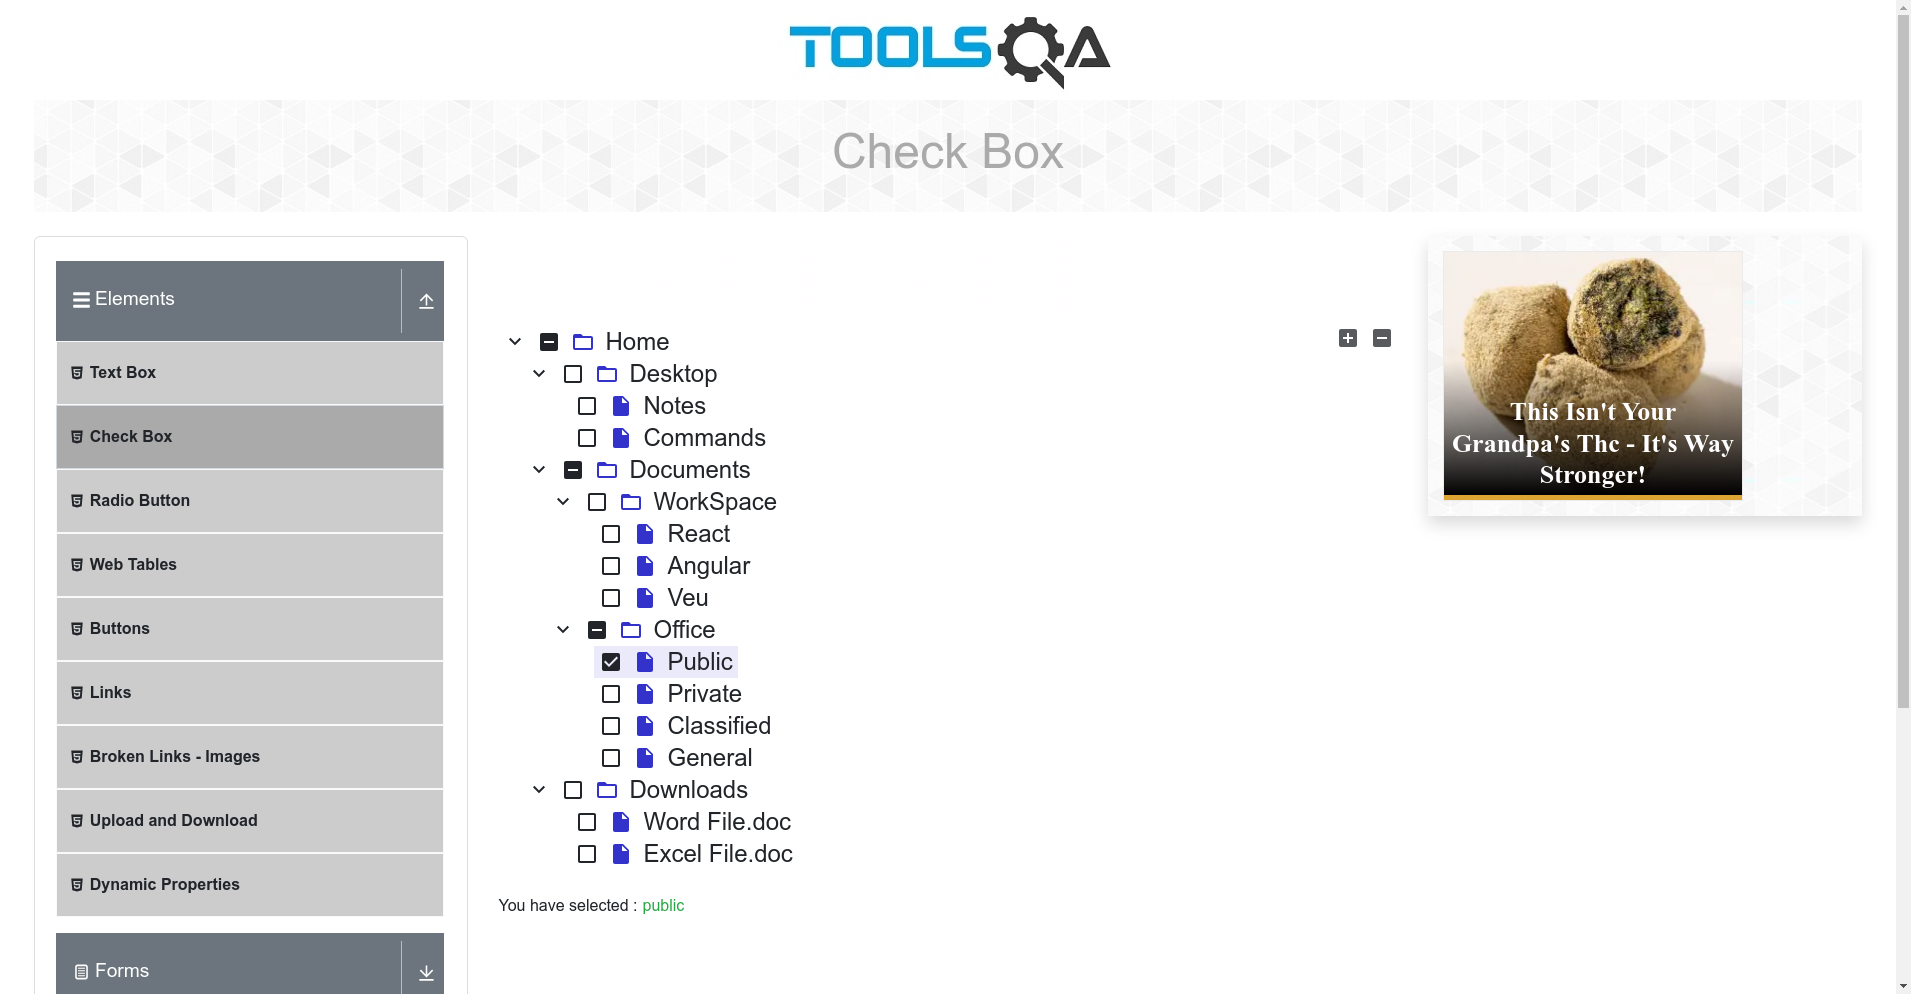 TOOLSQA
Check Box
Elements
Text Box
Check Box
Radio Button
Web Tables
Buttons
Links
Broken Links - Images
Upload and Download
Dynamic Properties
Forms
Home
Desktop
Notes
Commands
Documents
WorkSpace
React
Angular
Veu
Office
Public
Private
Classified
General
Downloads
Word File.doc
Excel File.doc
You have selected : public
This Isn't Your
Grandpa's Thc - It's Way
Stronger!